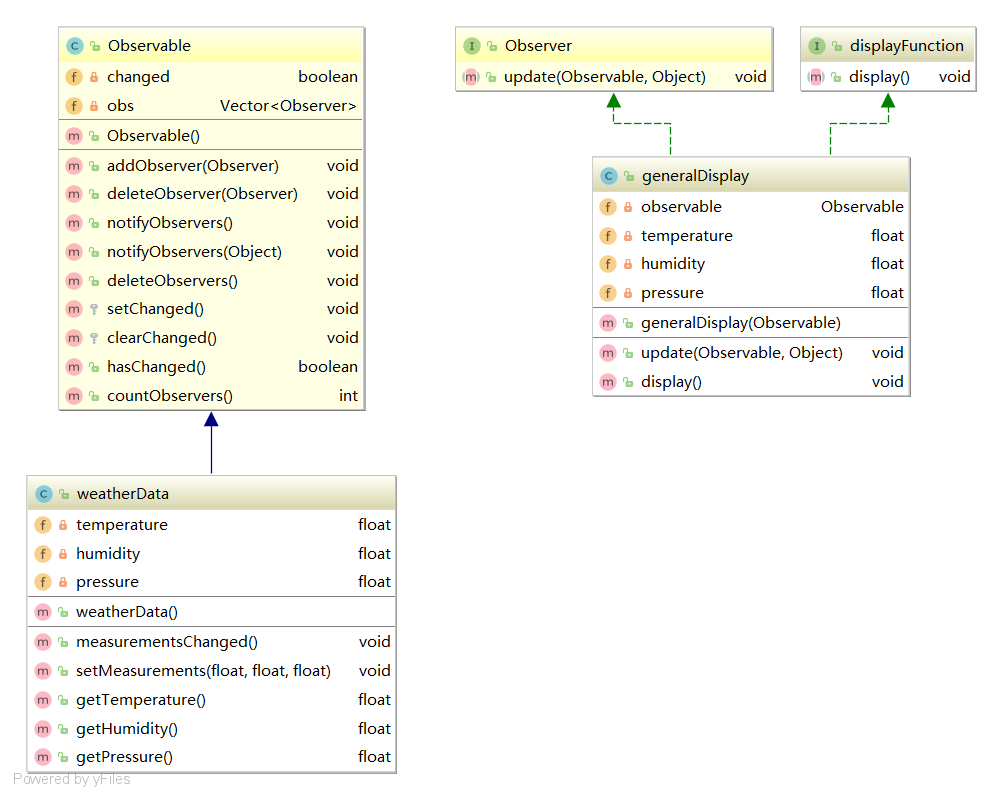 C Observable
f changed boolean
f obs Vector<Observer>
m Observable()
m addObserver(Observer) void
m deleteObserver(Observer) void
m notifyObservers() void
m notifyObservers(Object) void
m deleteObservers() void
m setChanged() void
m clearChanged() void
m hasChanged() boolean
m countObservers() int
I Observer
m update(Observable, Object) void
I displayFunction
m display() void
C generalDisplay
f observable Observable
f temperature float
f humidity float
f pressure float
m generalDisplay(Observable)
m update(Observable, Object) void
m display() void
C weatherData
f temperature float
f humidity float
f pressure float
m weatherData()
m measurementsChanged() void
m setMeasurements(float, float, float) void
m getTemperature() float
m getHumidity() float
m getPressure() float
Powered by yFiles